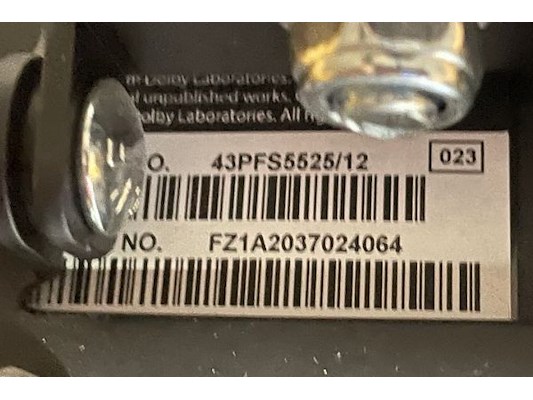 Dolby Laboratories.
unpublished works.
Dolby Laboratories. All
O. 43PFS5525/12 023
NO. FZ1A2037024064